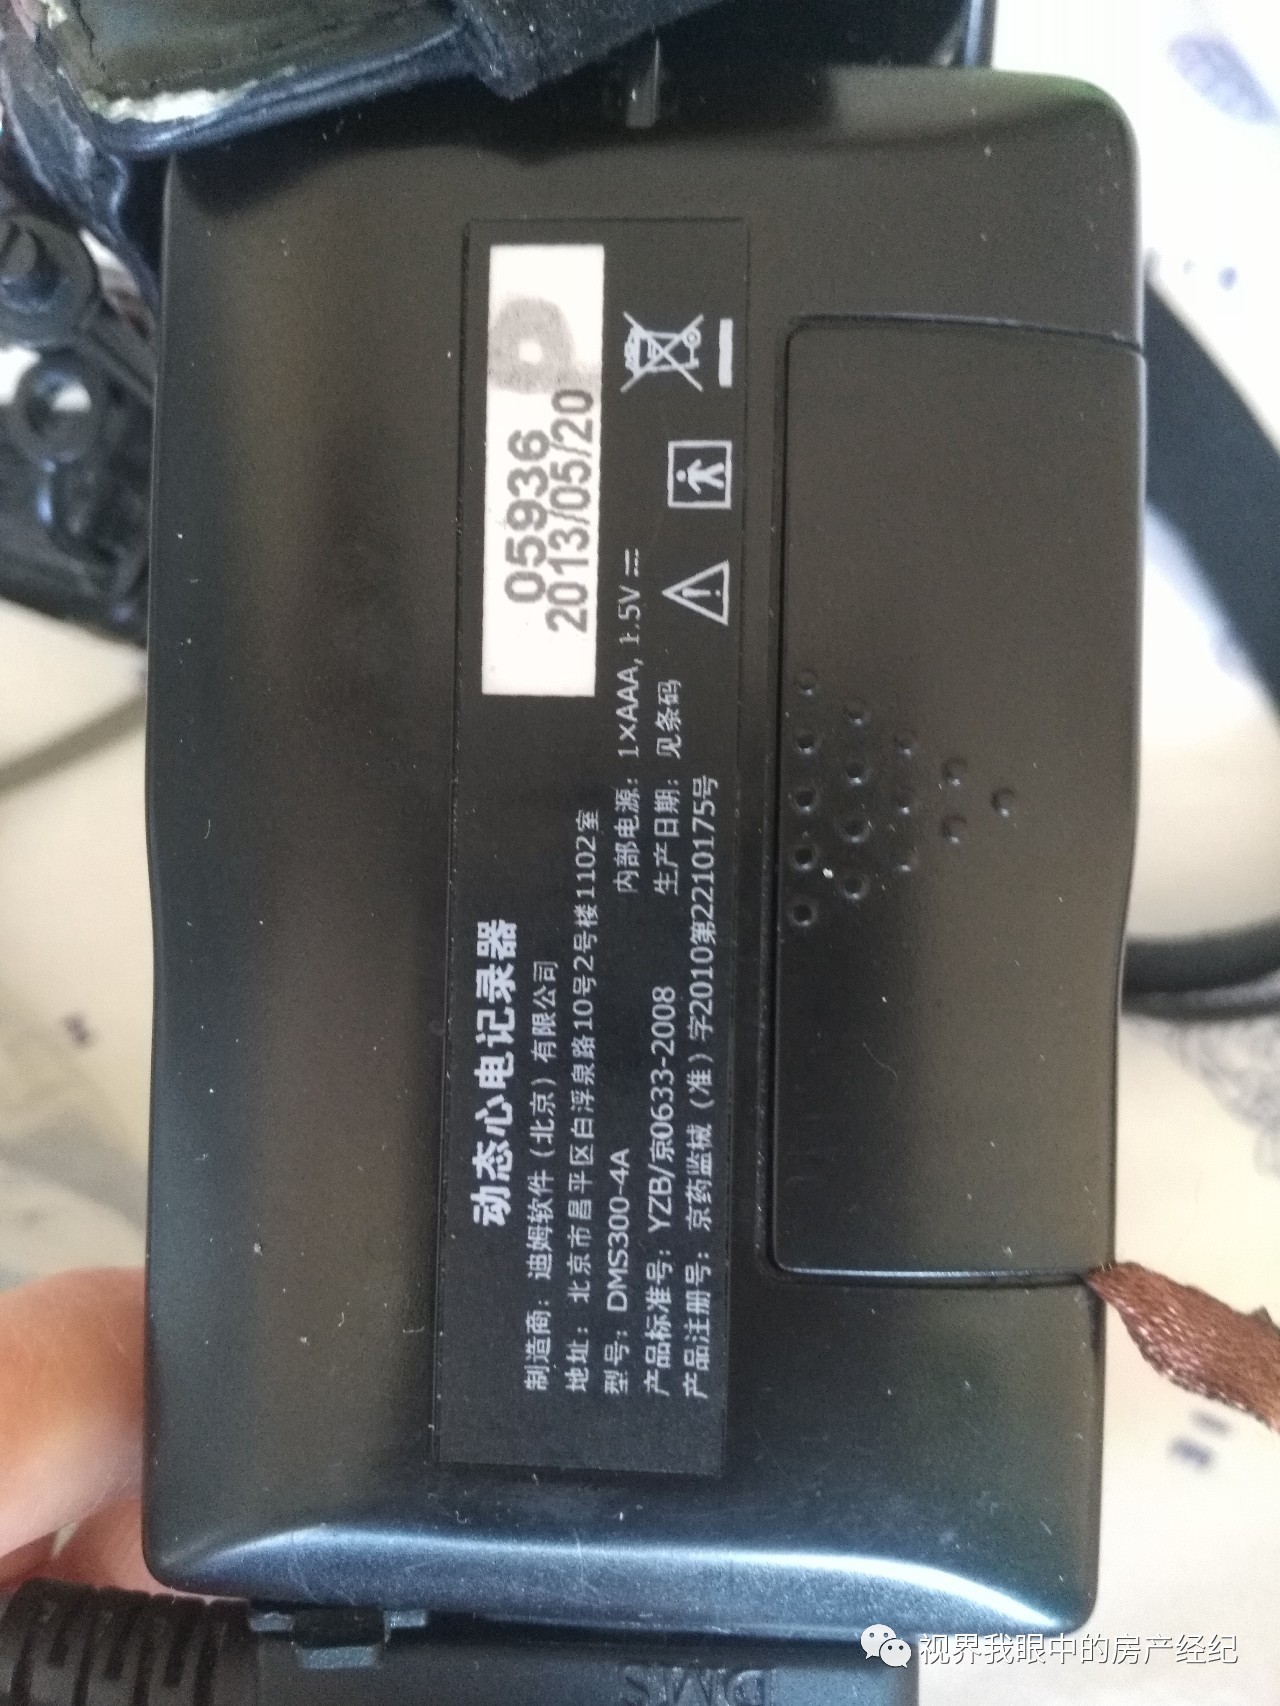 05936
2013/05/20
动态心电记录器
制造商：迪姆软件（北京）有限公司
地址：北京市昌平区白浮泉路10号2号楼1102室
型号：DMS300-4A
内部电源：1×AAA, 1.5V
产品标准号：YZB/京0633-2008
生产日期：见条码
产品注册号：京药监械（准）字2010第2210175号
DMS
视界我眼中的房产经纪